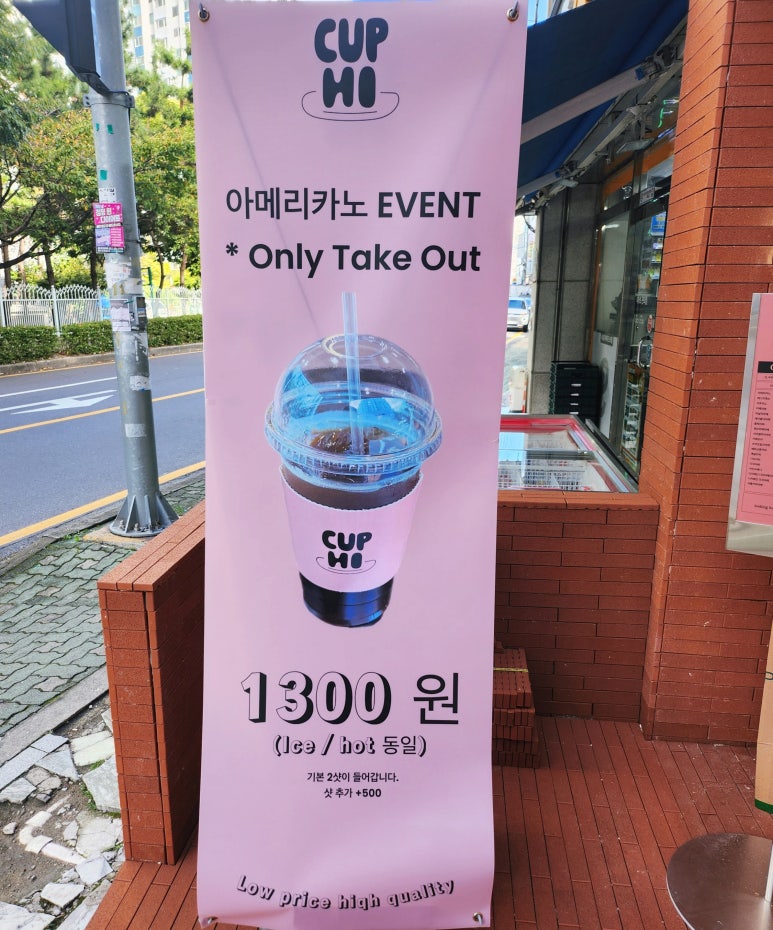 CUP
HI
아메리카노 EVENT
* Only Take Out
CUP
HI
1300 원
(Ice / hot 동일)
기본 2샷이 들어갑니다.
샷 추가 +500
Low price high quality